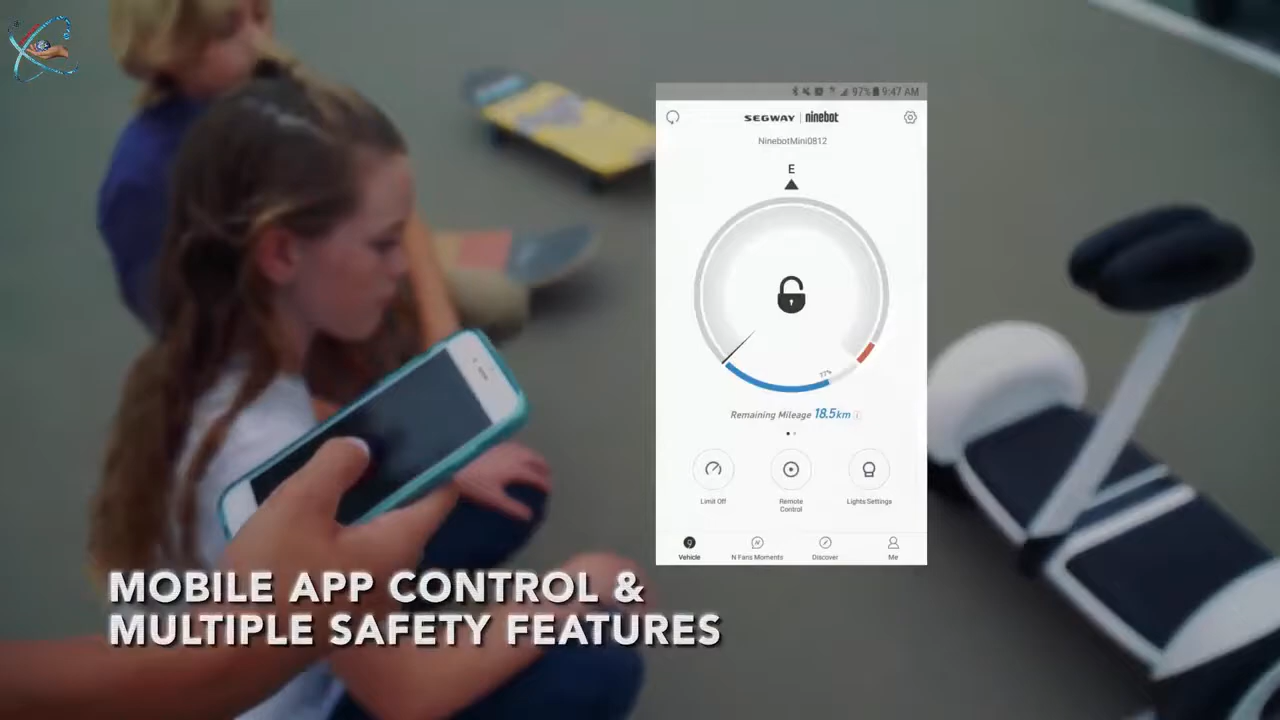 97% 9:47 AM
SEGWAY | ninebot
NinebotMini0812
E
77%
Remaining Mileage 18.5km
Limit Off
Remote
Control
Lights Settings
Vehicle
N Fans Moments
Discover
Me
MOBILE APP CONTROL &
MULTIPLE SAFETY FEATURES